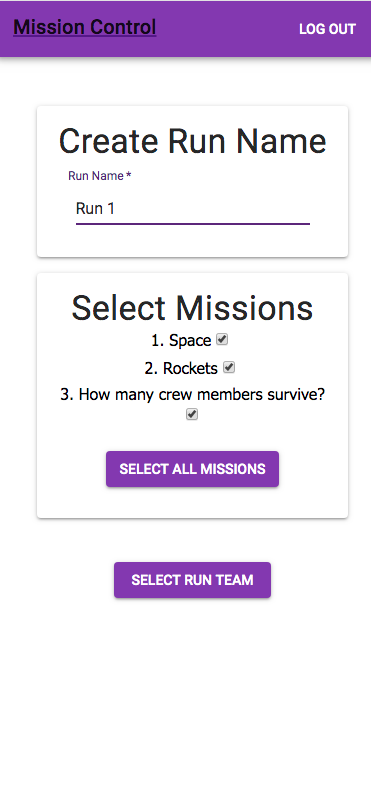 Mission Control
LOG OUT
Create Run Name
Run Name *
Run 1
Select Missions
1. Space
2. Rockets
3. How many crew members survive?
SELECT ALL MISSIONS
SELECT RUN TEAM